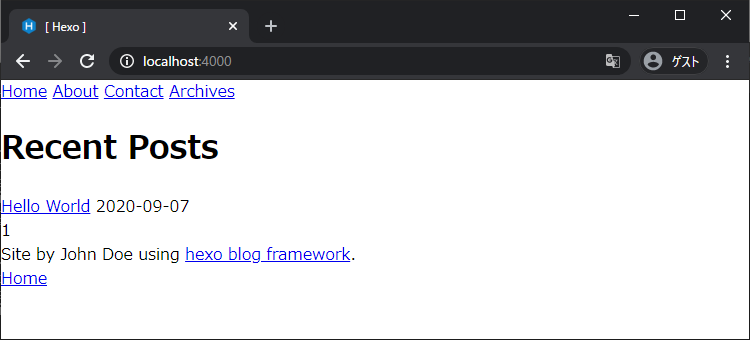 [ Hexo ]
localhost:4000
ゲスト
Home About Contact Archives
Recent Posts
Hello World 2020-09-07
1
Site by John Doe using hexo blog framework.
Home